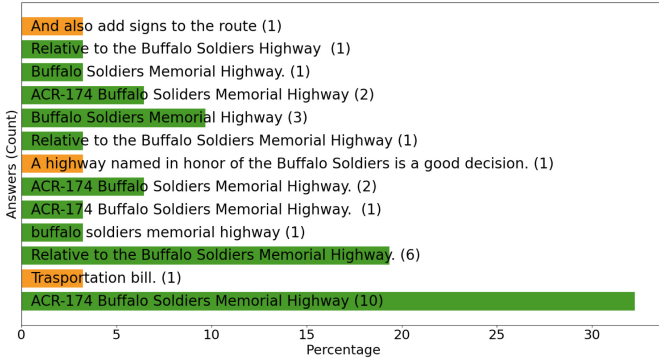 And also add signs to the route (1)
Relative to the Buffalo Soldiers Highway  (1)
Buffalo Soldiers Memorial Highway. (1)
ACR-174 Buffalo Soliders Memorial Highway (2)
Buffalo Soldiers Memorial Highway (3)
Relative to the Buffalo Soldiers Memorial Highway (1)
A highway named in honor of the Buffalo Soldiers is a good decision. (1)
ACR-174 Buffalo Soldiers Memorial Highway. (2)
ACR-174 Buffalo Soldiers Memorial Highway.  (1)
buffalo soldiers memorial highway (1)
Relative to the Buffalo Soldiers Memorial Highway. (6)
Trasportation bill. (1)
ACR-174 Buffalo Soldiers Memorial Highway (10)
Answers (Count)
0 5 10 15 20 25 30
Percentage